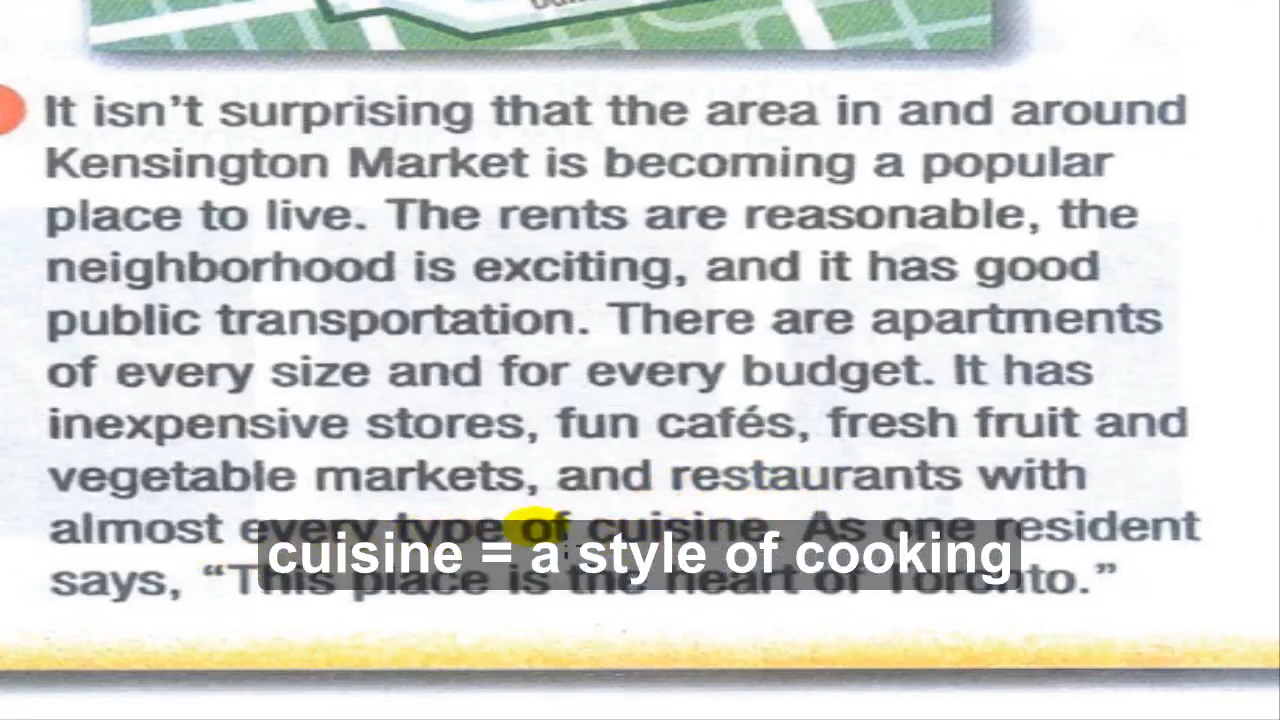 It isn't surprising that the area in and around
Kensington Market is becoming a popular
place to live. The rents are reasonable, the
neighborhood is exciting, and it has good
public transportation. There are apartments
of every size and for every budget. It has
inexpensive stores, fun cafés, fresh fruit and
vegetable markets, and restaurants with
almost every type of cuisine. As one resident
cuisine = a style of cooking
says, “This place is the heart of Toronto.”